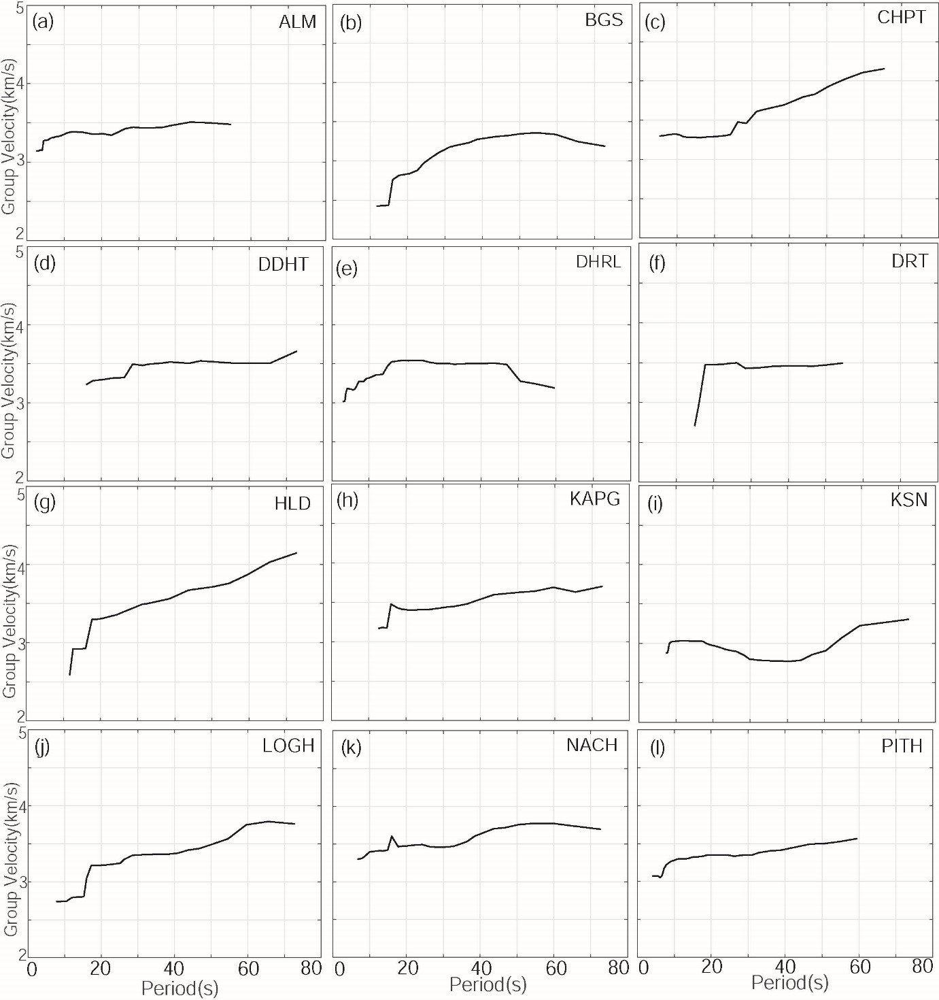 5 (a) ALM (b) BGS (c) CHPT
4
3
2
Group Velocity(km/s)
5 (d) DDHT (e) DHRL (f) DRT
4
3
2
Group Velocity(km/s)
5 (g) HLD (h) KAPG (i) KSN
4
3
2
Group Velocity(km/s)
5 (j) LOGH (k) NACH (l) PITH
4
3
2
Group Velocity(km/s)
0 20 40 60 80 0 20 40 60 80 0 20 40 60 80
Period(s) Period(s) Period(s)